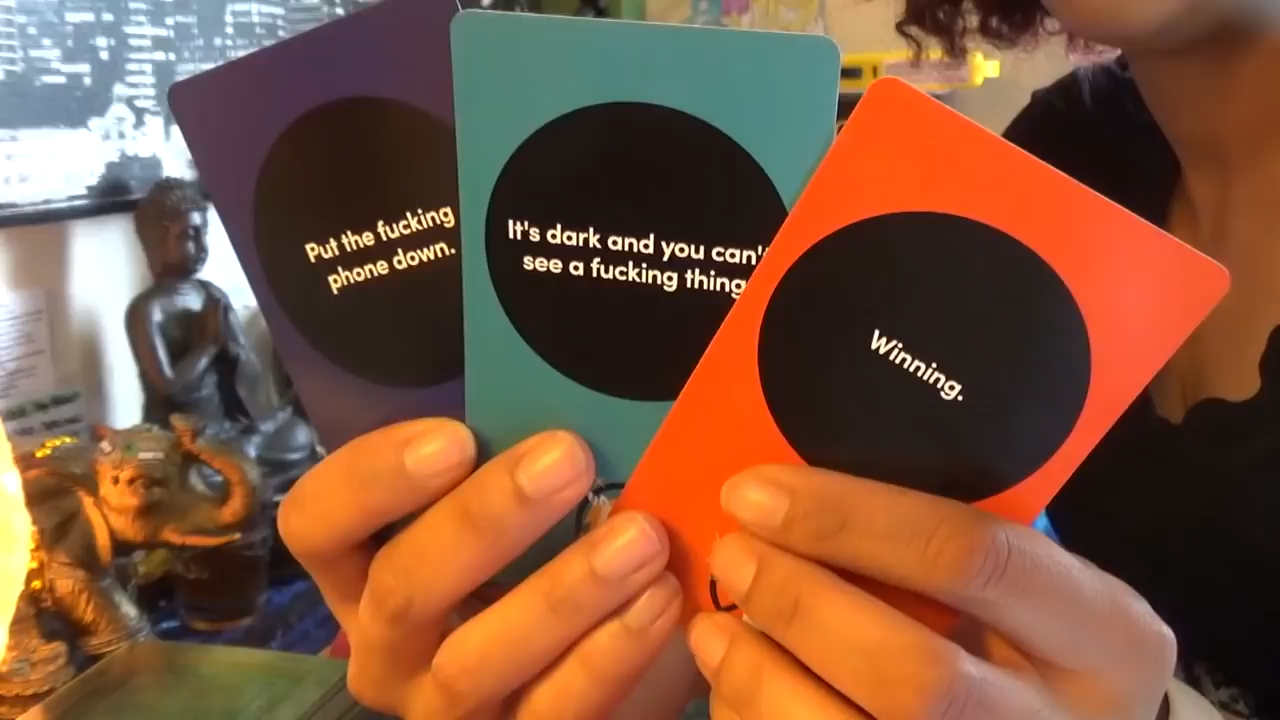 Put the fucking
phone down.
It's dark and you can't
see a fucking thing
Winning.